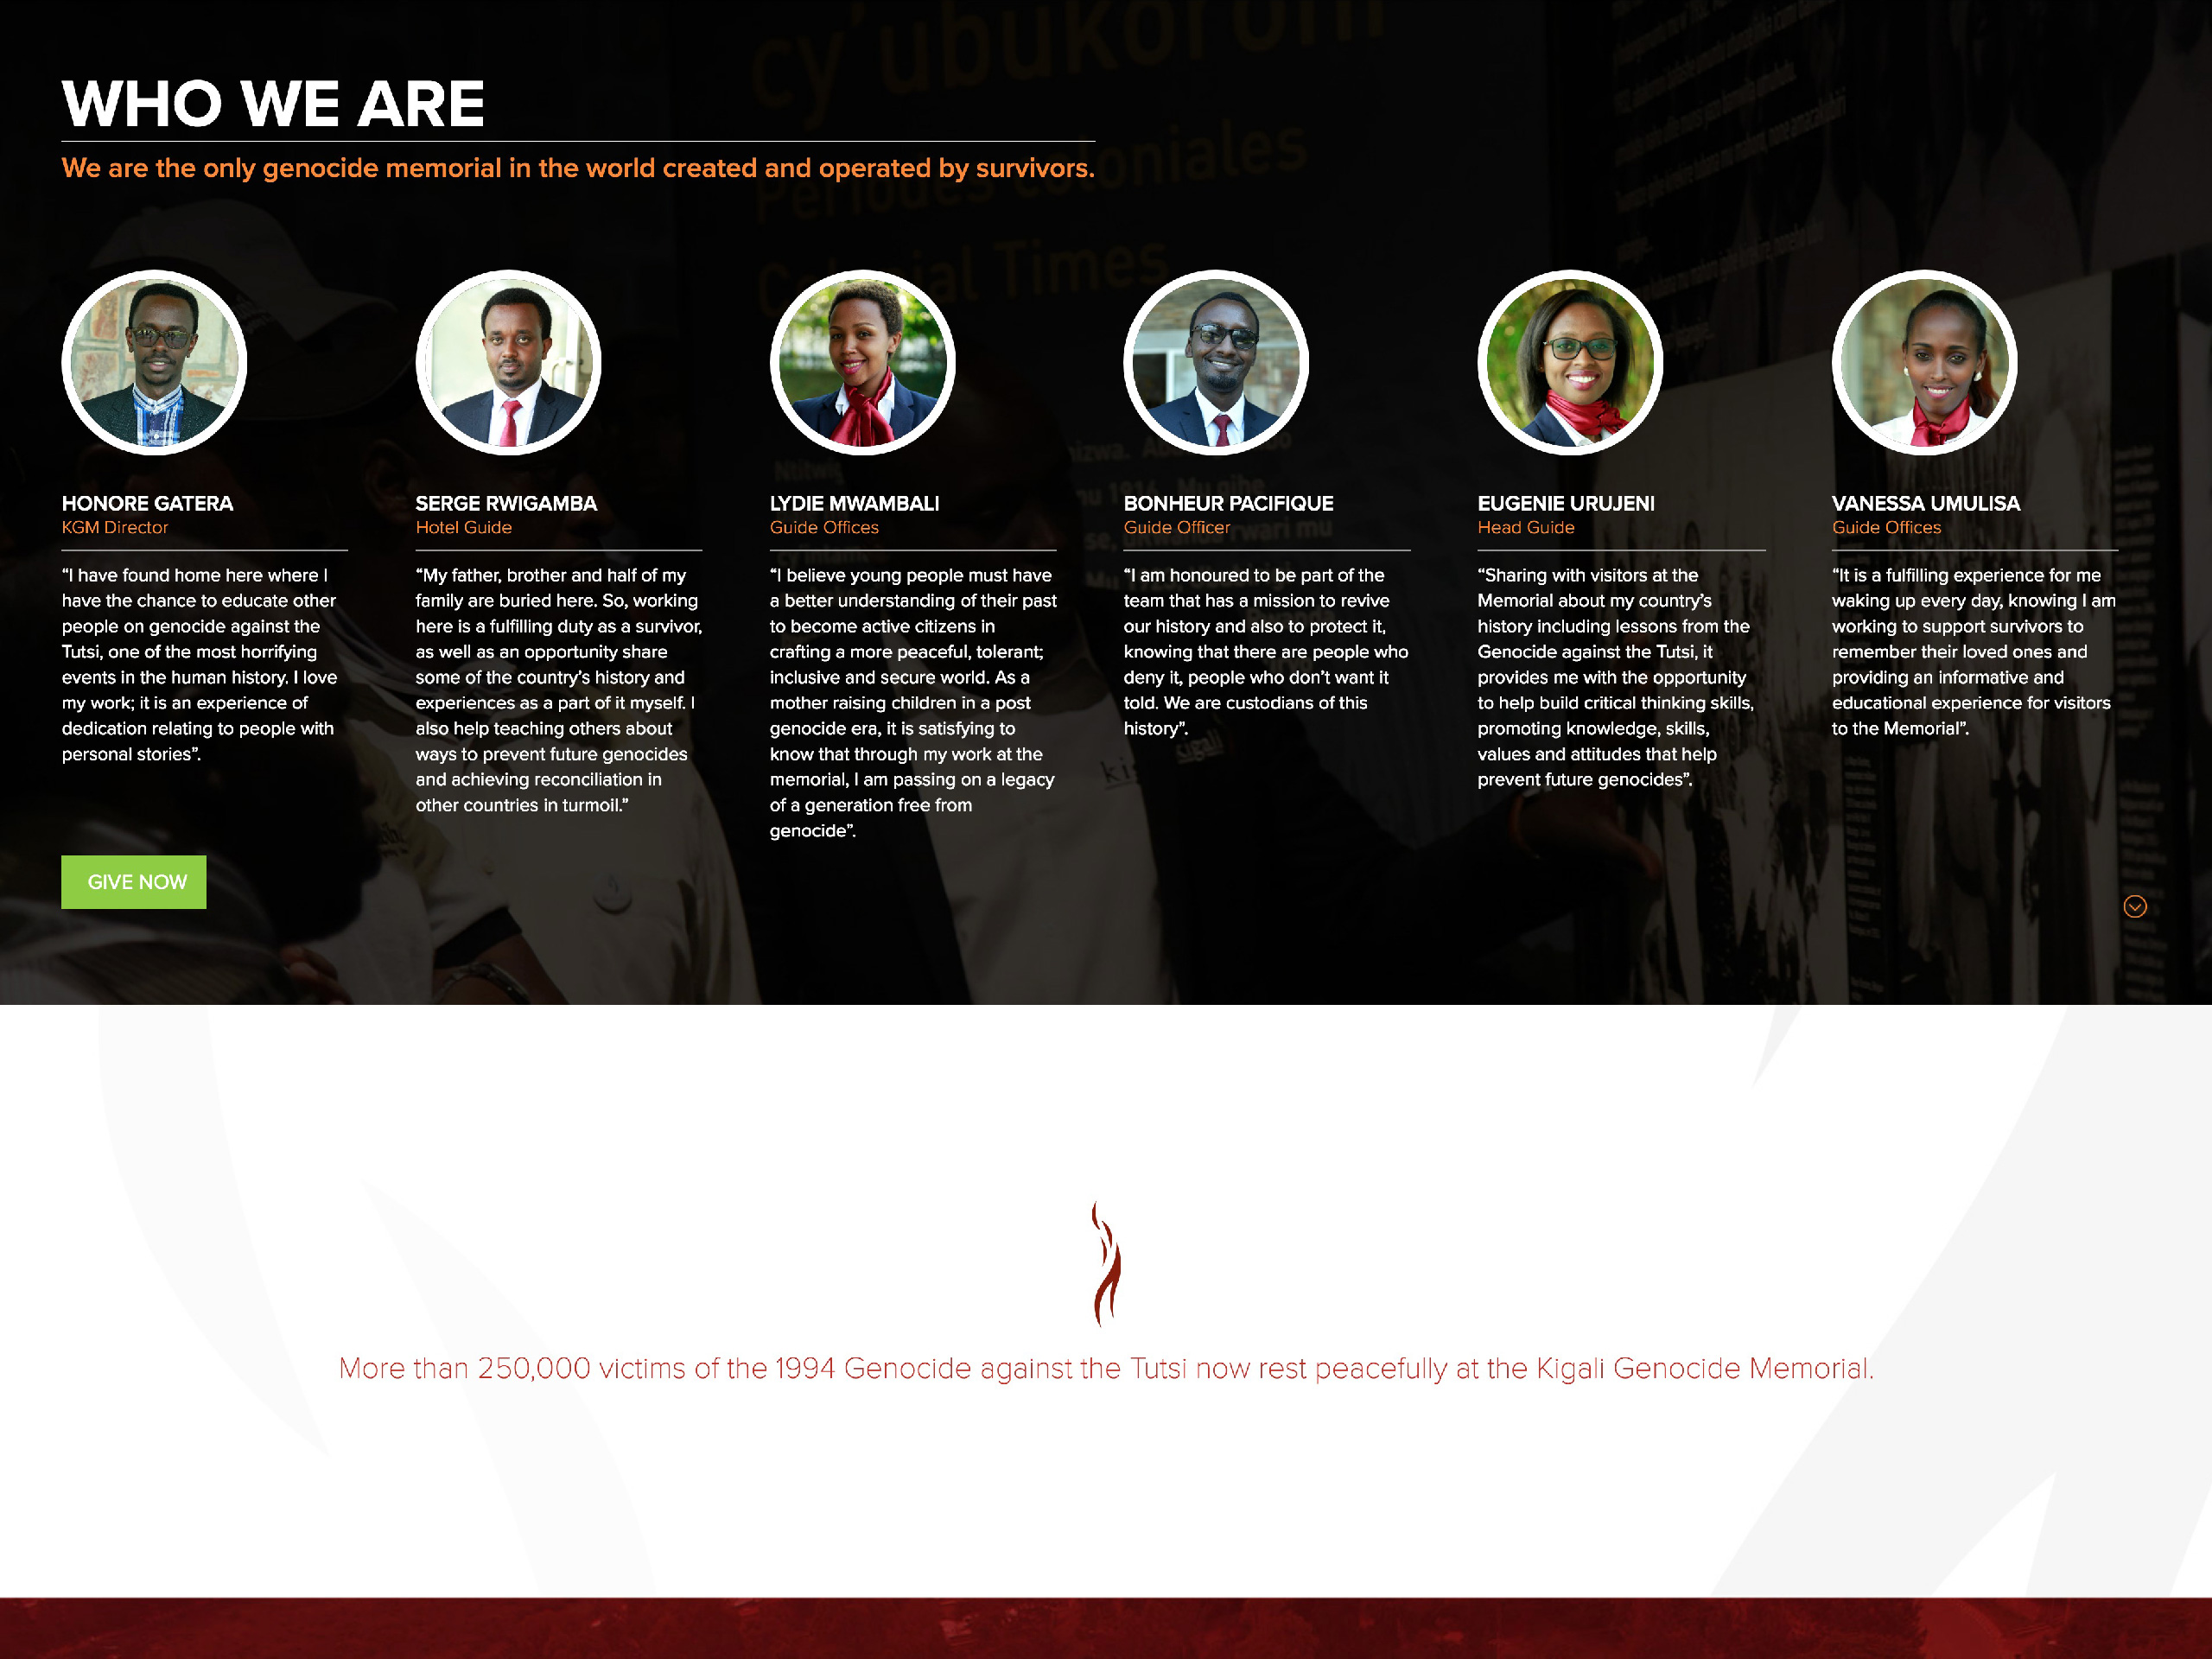 WHO WE ARE
We are the only genocide memorial in the world created and operated by survivors.
cy'ubukoroni
Périodes coloniales
Colonial Times
HONORE GATERA
KGM Director
"I have found home here where I
have the chance to educate other
people on genocide against the
Tutsi, one of the most horrifying
events in the human history. I love
my work; it is an experience of
dedication relating to people with
personal stories".
SERGE RWIGAMBA
Hotel Guide
"My father, brother and half of my
family are buried here. So, working
here is a fulfilling duty as a survivor,
as well as an opportunity share
some of the country's history and
experiences as a part of it myself. I
also help teaching others about
ways to prevent future genocides
and achieving reconciliation in
other countries in turmoil."
LYDIE MWAMBALI
Guide Offices
"I believe young people must have
a better understanding of their past
to become active citizens in
crafting a more peaceful, tolerant;
inclusive and secure world. As a
mother raising children in a post
genocide era, it is satisfying to
know that through my work at the
memorial, I am passing on a legacy
of a generation free from
genocide".
BONHEUR PACIFIQUE
Guide Officer
"I am honoured to be part of the
team that has a mission to revive
our history and also to protect it,
knowing that there are people who
deny it, people who don't want it
told. We are custodians of this
history".
EUGENIE URUJENI
Head Guide
"Sharing with visitors at the
Memorial about my country's
history including lessons from the
Genocide against the Tutsi, it
provides me with the opportunity
to help build critical thinking skills,
promoting knowledge, skills,
values and attitudes that help
prevent future genocides".
VANESSA UMULISA
Guide Offices
"It is a fulfilling experience for me
waking up every day, knowing I am
working to support survivors to
remember their loved ones and
providing an informative and
educational experience for visitors
to the Memorial".
GIVE NOW
More than 250,000 victims of the 1994 Genocide against the Tutsi now rest peacefully at the Kigali Genocide Memorial.